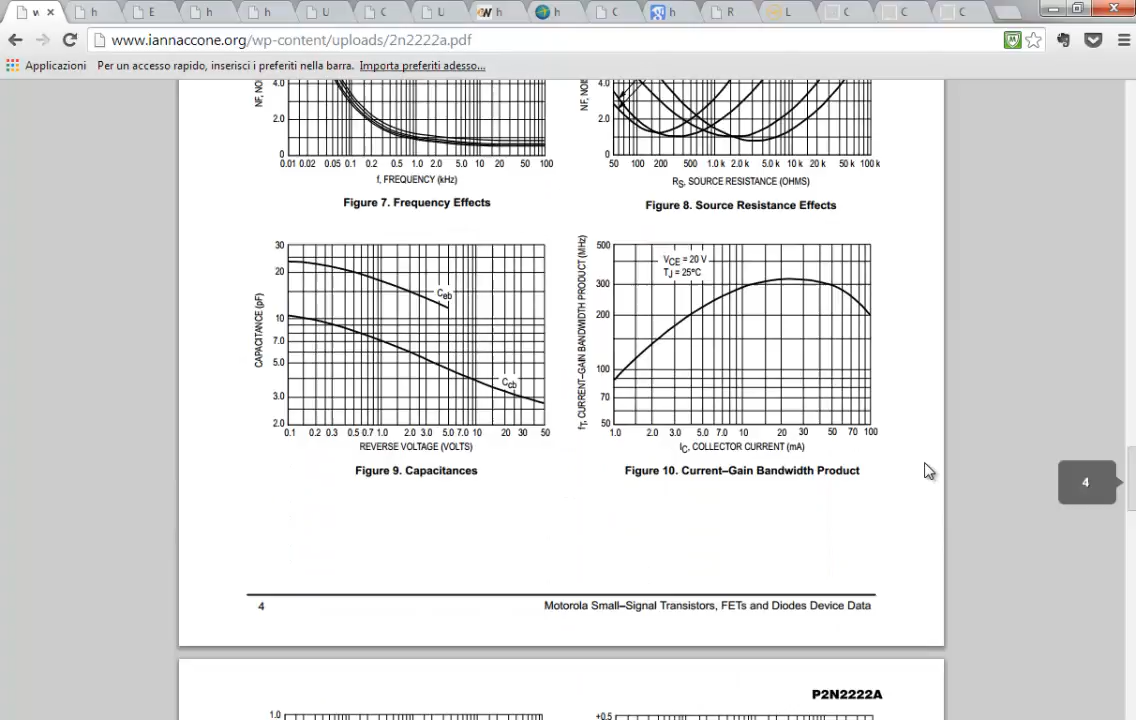 v
h
E
h
h
U
C
U
h
h
C
h
R
L
C
C
C
www.iannaccone.org/wp-content/uploads/2n2222a.pdf
Applicazioni Per un accesso rapido, inserisci i preferiti nella barra. Importa preferiti adesso...
NF, NO
4.0
2.0
0
0.01 0.02 0.05 0.1 0.2 0.5 1.0 2.0 5.0 10 20 50 100
f, FREQUENCY (kHz)
Figure 7. Frequency Effects
NF, NOIS
4.0
2.0
0
50 100 200 500 1.0 k 2.0 k 5.0 k 10 k 20 k 50 k 100 k
RS, SOURCE RESISTANCE (OHMS)
Figure 8. Source Resistance Effects
CAPACITANCE (pF)
30
20
10
7.0
5.0
3.0
2.0
Ceb
Ccb
0.1 0.2 0.3 0.5 0.7 1.0 2.0 3.0 5.0 7.0 10 20 30 50
REVERSE VOLTAGE (VOLTS)
Figure 9. Capacitances
fT, CURRENT–GAIN BANDWIDTH PRODUCT (MHz)
500
300
200
100
70
50
VCE = 20 V
TJ = 25°C
1.0 2.0 3.0 5.0 7.0 10 20 30 50 70 100
IC, COLLECTOR CURRENT (mA)
Figure 10. Current–Gain Bandwidth Product
4
4 Motorola Small–Signal Transistors, FETs and Diodes Device Data
P2N2222A
1.0
+0.5